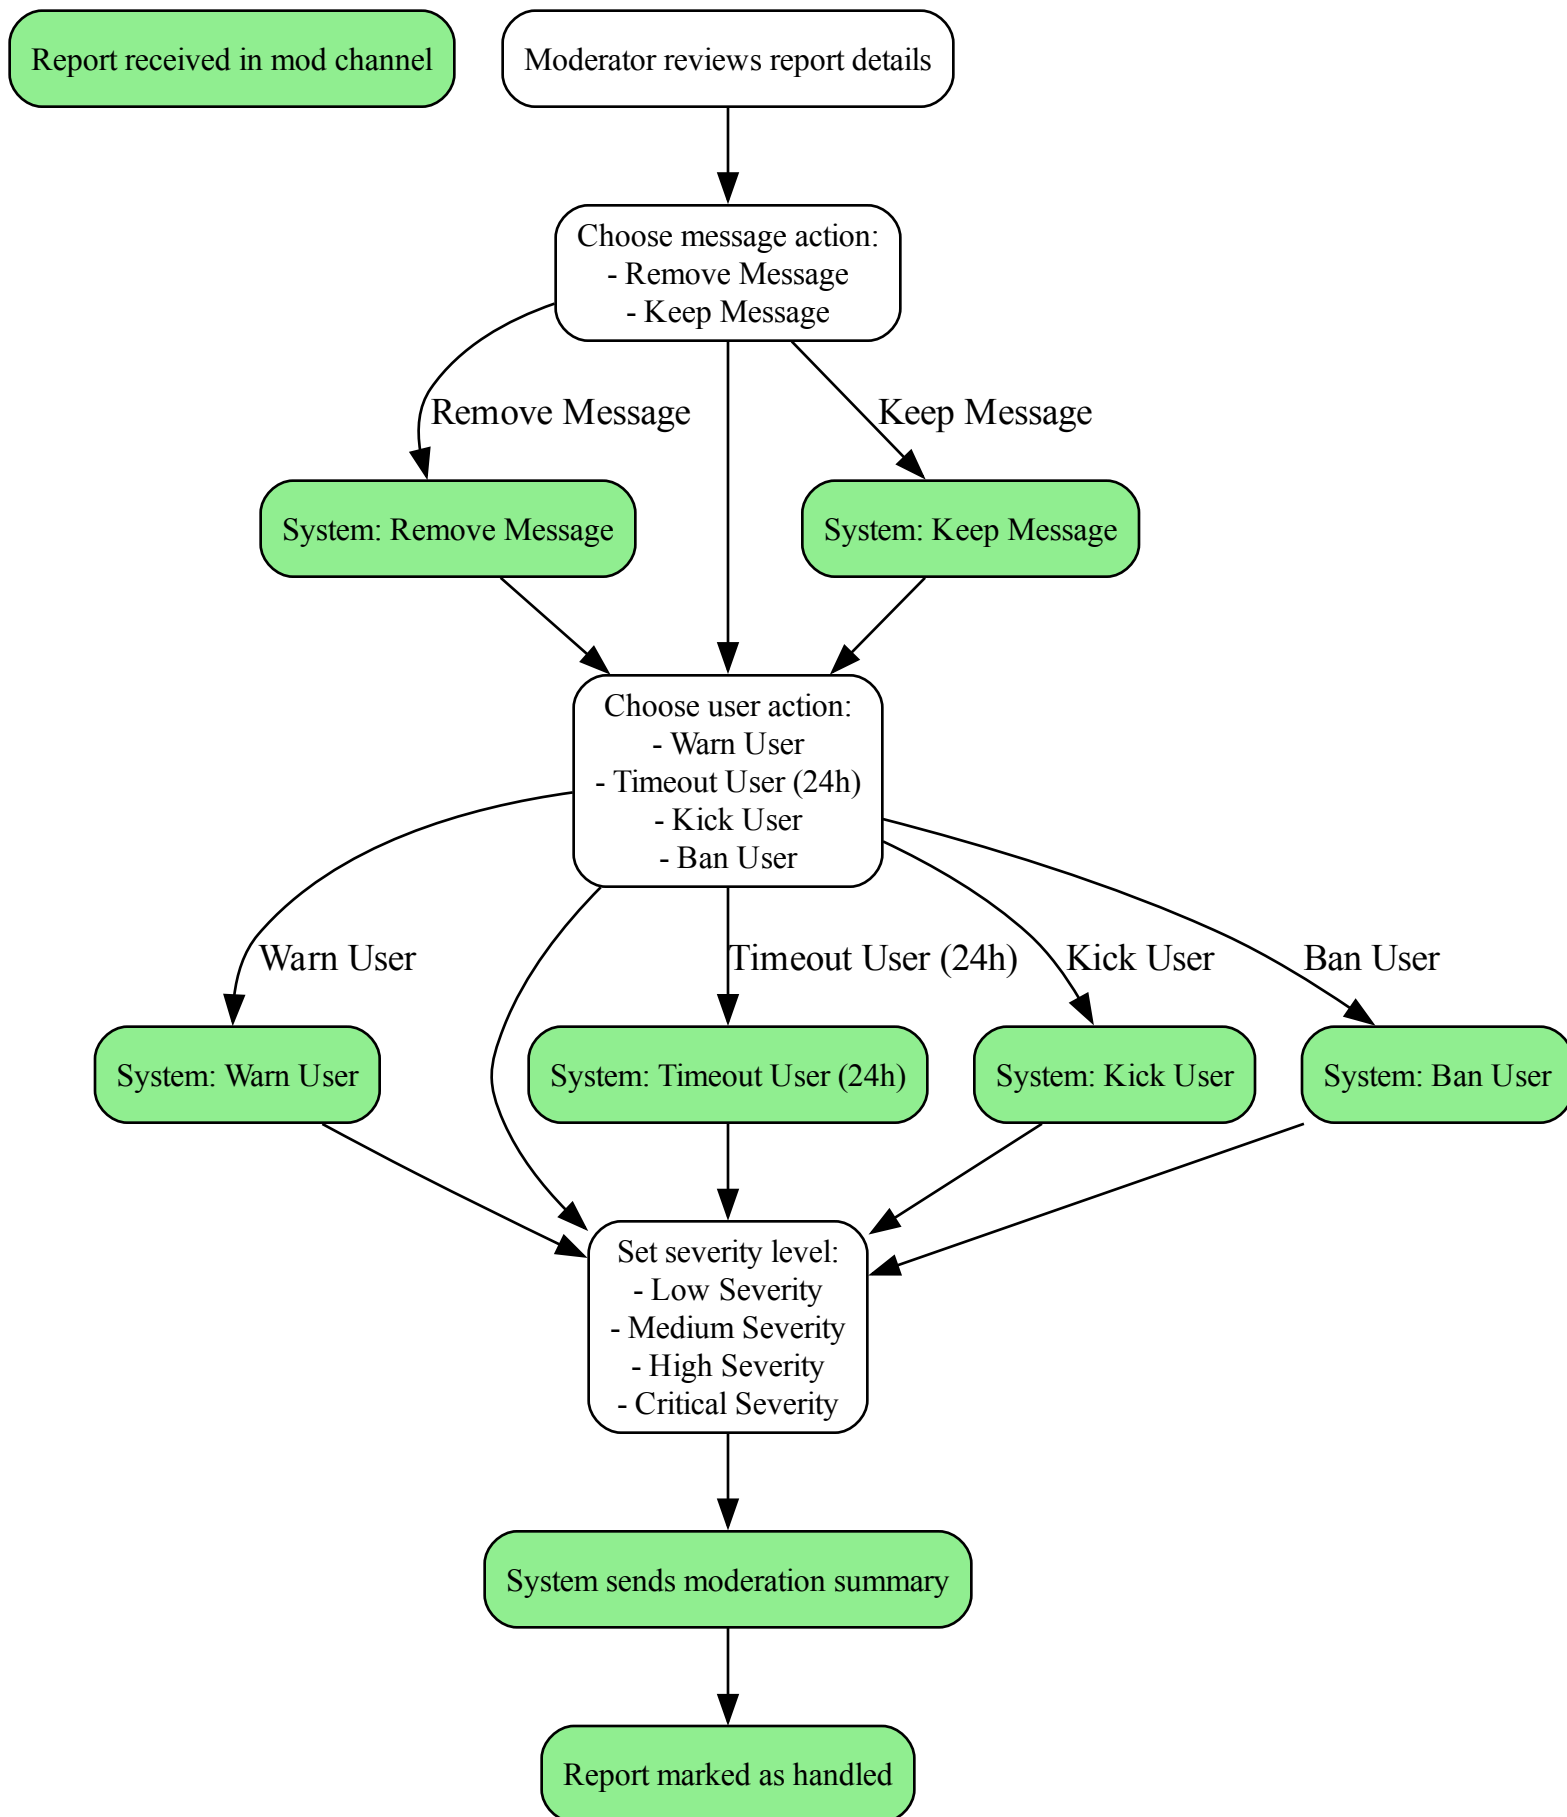 Report received in mod channel
Moderator reviews report details
Choose message action:
- Remove Message
- Keep Message
Remove Message
Keep Message
System: Remove Message
System: Keep Message
Choose user action:
- Warn User
- Timeout User (24h)
- Kick User
- Ban User
Warn User
Timeout User (24h)
Kick User
Ban User
System: Warn User
System: Timeout User (24h)
System: Kick User
System: Ban User
Set severity level:
- Low Severity
- Medium Severity
- High Severity
- Critical Severity
System sends moderation summary
Report marked as handled